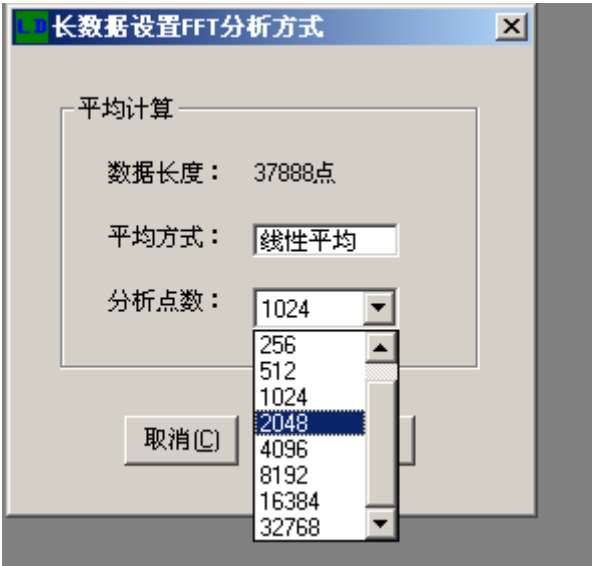 LD 长数据设置FFT分析方式
平均计算
数据长度： 37888点
平均方式： 线性平均
分析点数： 1024
256
512
1024
2048
4096
8192
16384
32768
取消(C)